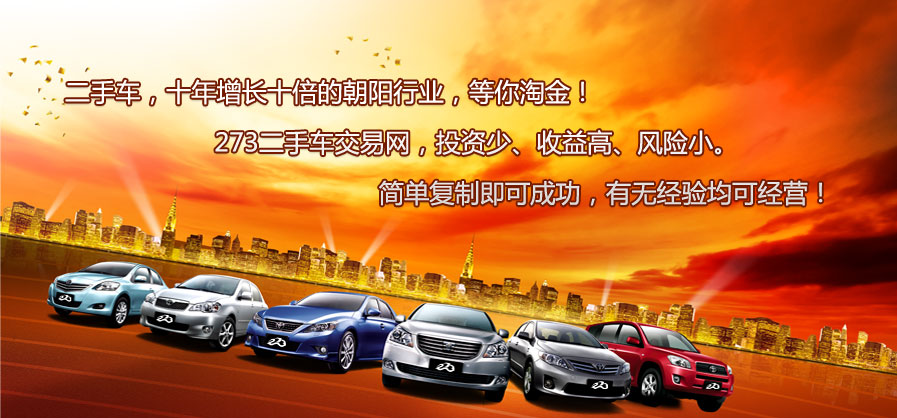 二手车，十年增长十倍的朝阳行业，等你淘金！
273二手车交易网，投资少、收益高、风险小。
简单复制即可成功，有无经验均可经营！